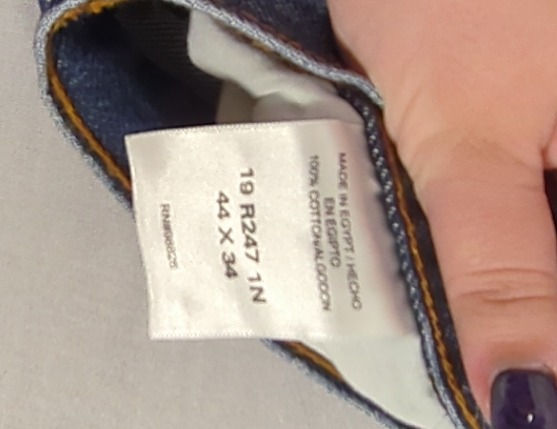 MADE IN EGYPT / HECHO
EN EGIPTO
100% COTTON/ALGODON
19 R247 1N
44 X 34